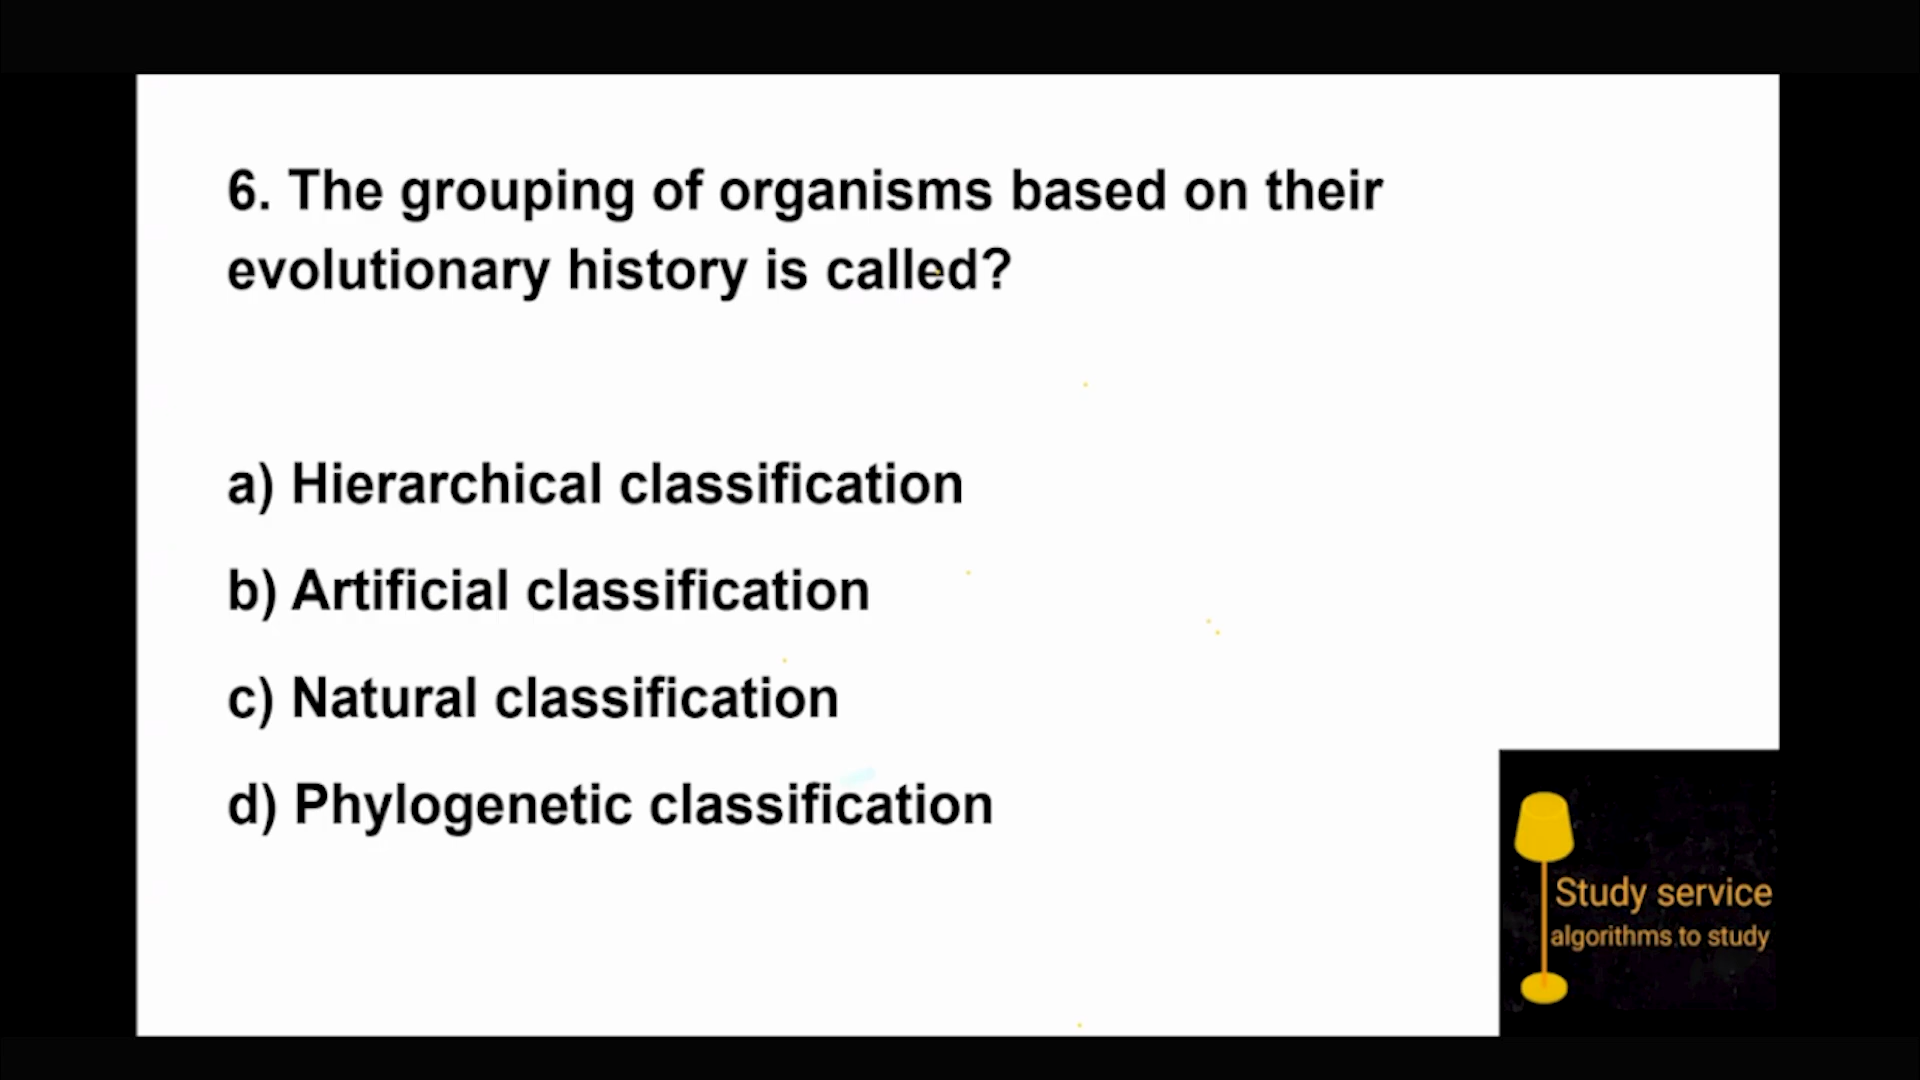 6. The grouping of organisms based on their
evolutionary history is called?
a) Hierarchical classification
b) Artificial classification
c) Natural classification
d) Phylogenetic classification
Study service
algorithms to study